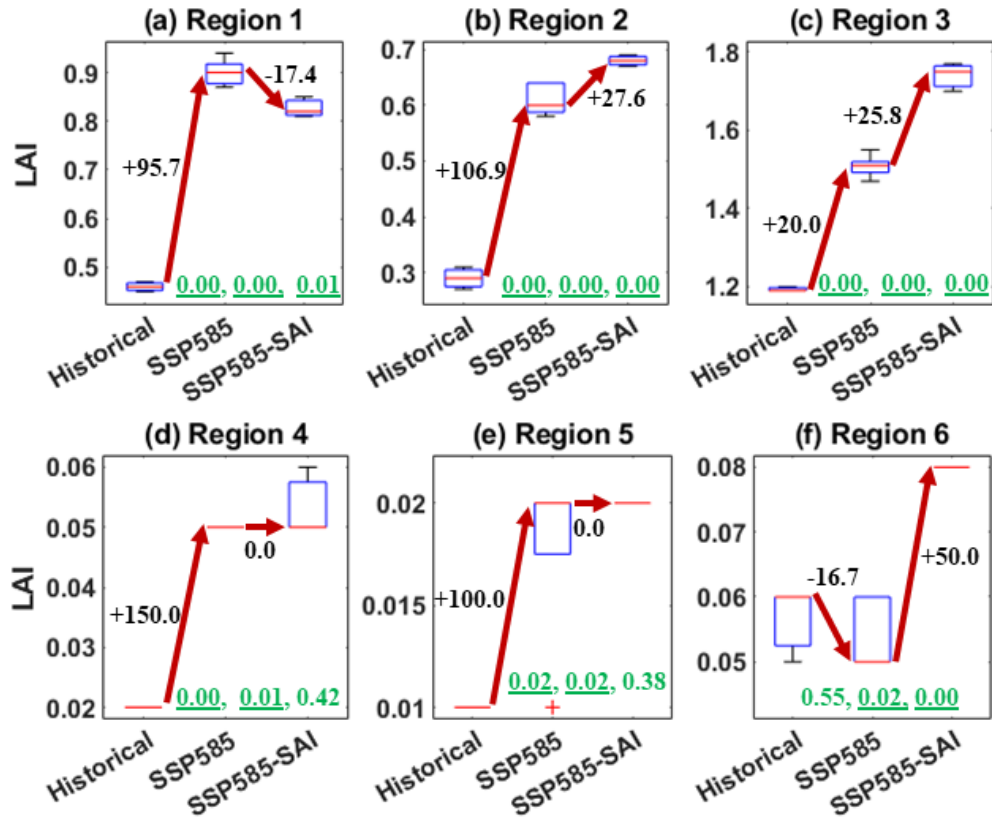 (a) Region 1
(b) Region 2
(c) Region 3
LAI
0.9
0.8
0.7
0.6
0.5
+95.7
-17.4
0.00, 0.00, 0.01
Historical
SSP585
SSP585-SAI
0.7
0.6
0.5
0.4
0.3
+106.9
+27.6
0.00, 0.00, 0.00
Historical
SSP585
SSP585-SAI
1.8
1.6
1.4
1.2
+20.0
+25.8
0.00, 0.00, 0.00
Historical
SSP585
SSP585-SAI
(d) Region 4
(e) Region 5
(f) Region 6
LAI
0.06
0.05
0.04
0.03
0.02
+150.0
0.0
0.00, 0.01, 0.42
Historical
SSP585
SSP585-SAI
0.02
0.015
0.01
+100.0
0.0
0.02, 0.02, 0.38
Historical
SSP585
SSP585-SAI
0.08
0.07
0.06
0.05
-16.7
+50.0
0.55, 0.02, 0.00
Historical
SSP585
SSP585-SAI